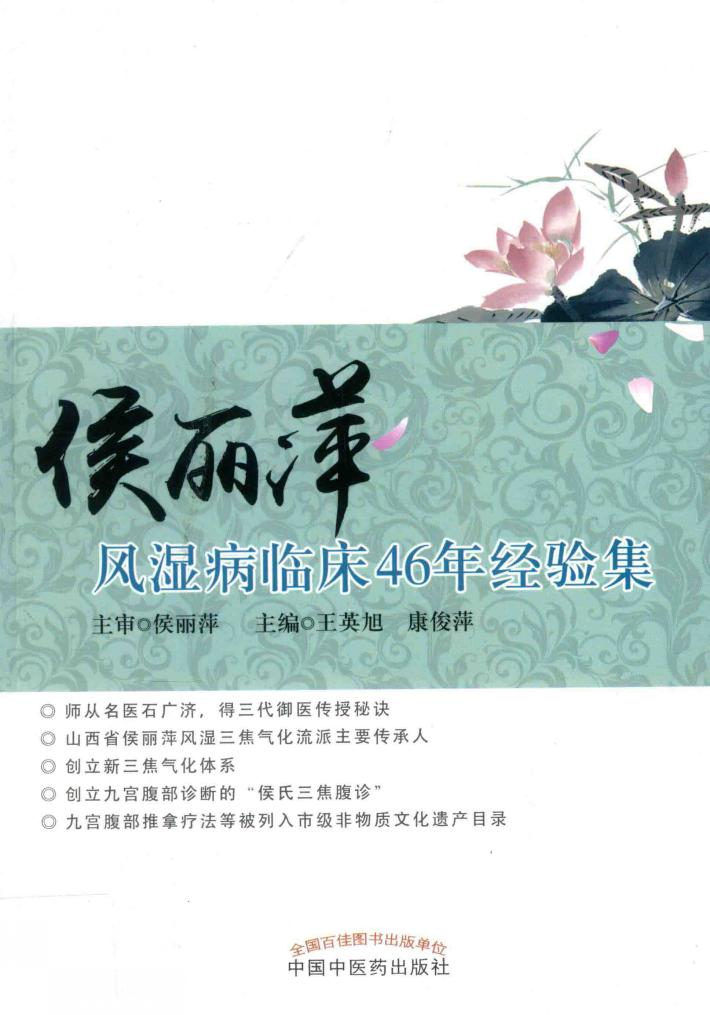 侯丽萍
风湿病临床46年经验集
主审◎侯丽萍 主编◎王英旭 康俊萍
◎ 师从名医石广济，得三代御医传授秘诀
◎ 山西省侯丽萍风湿三焦气化流派主要传承人
◎ 创立新三焦气化体系
◎ 创立九宫腹部诊断的“侯氏三焦腹诊”
◎ 九宫腹部推拿疗法等被列入市级非物质文化遗产目录
全国百佳图书出版单位
中国中医药出版社